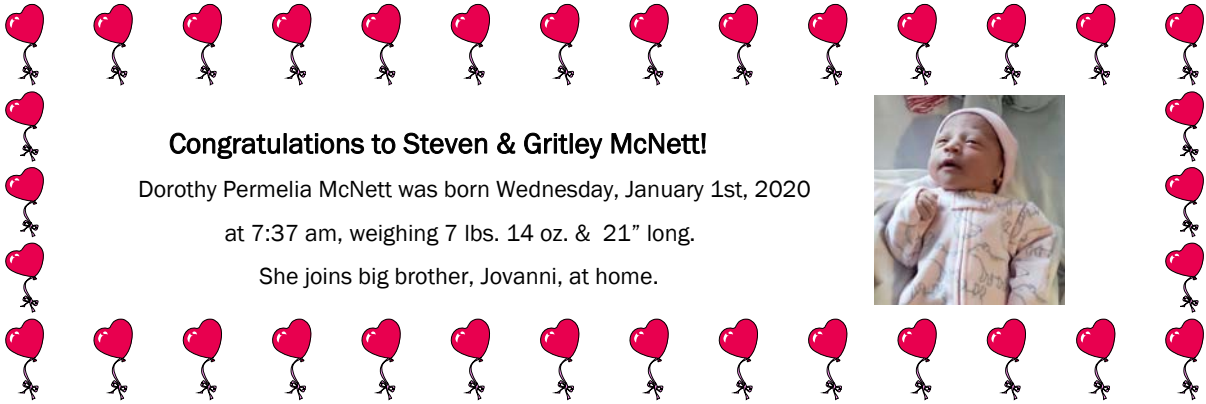 Congratulations to Steven & Gritley McNett!
Dorothy Permelia McNett was born Wednesday, January 1st, 2020
at 7:37 am, weighing 7 lbs. 14 oz. &  21” long.
She joins big brother, Jovanni, at home.